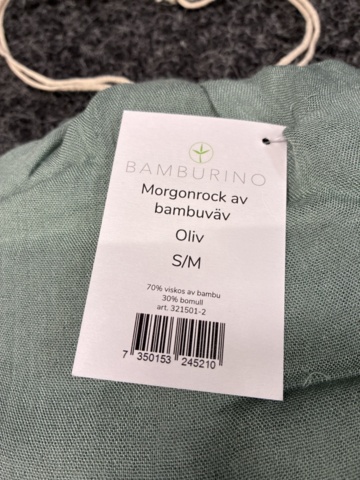 BAMBURINO
Morgonrock av
bambuväv
Oliv
S/M
70% viskos av bambu
30% bomull
art. 321501-2
7 350153 245210